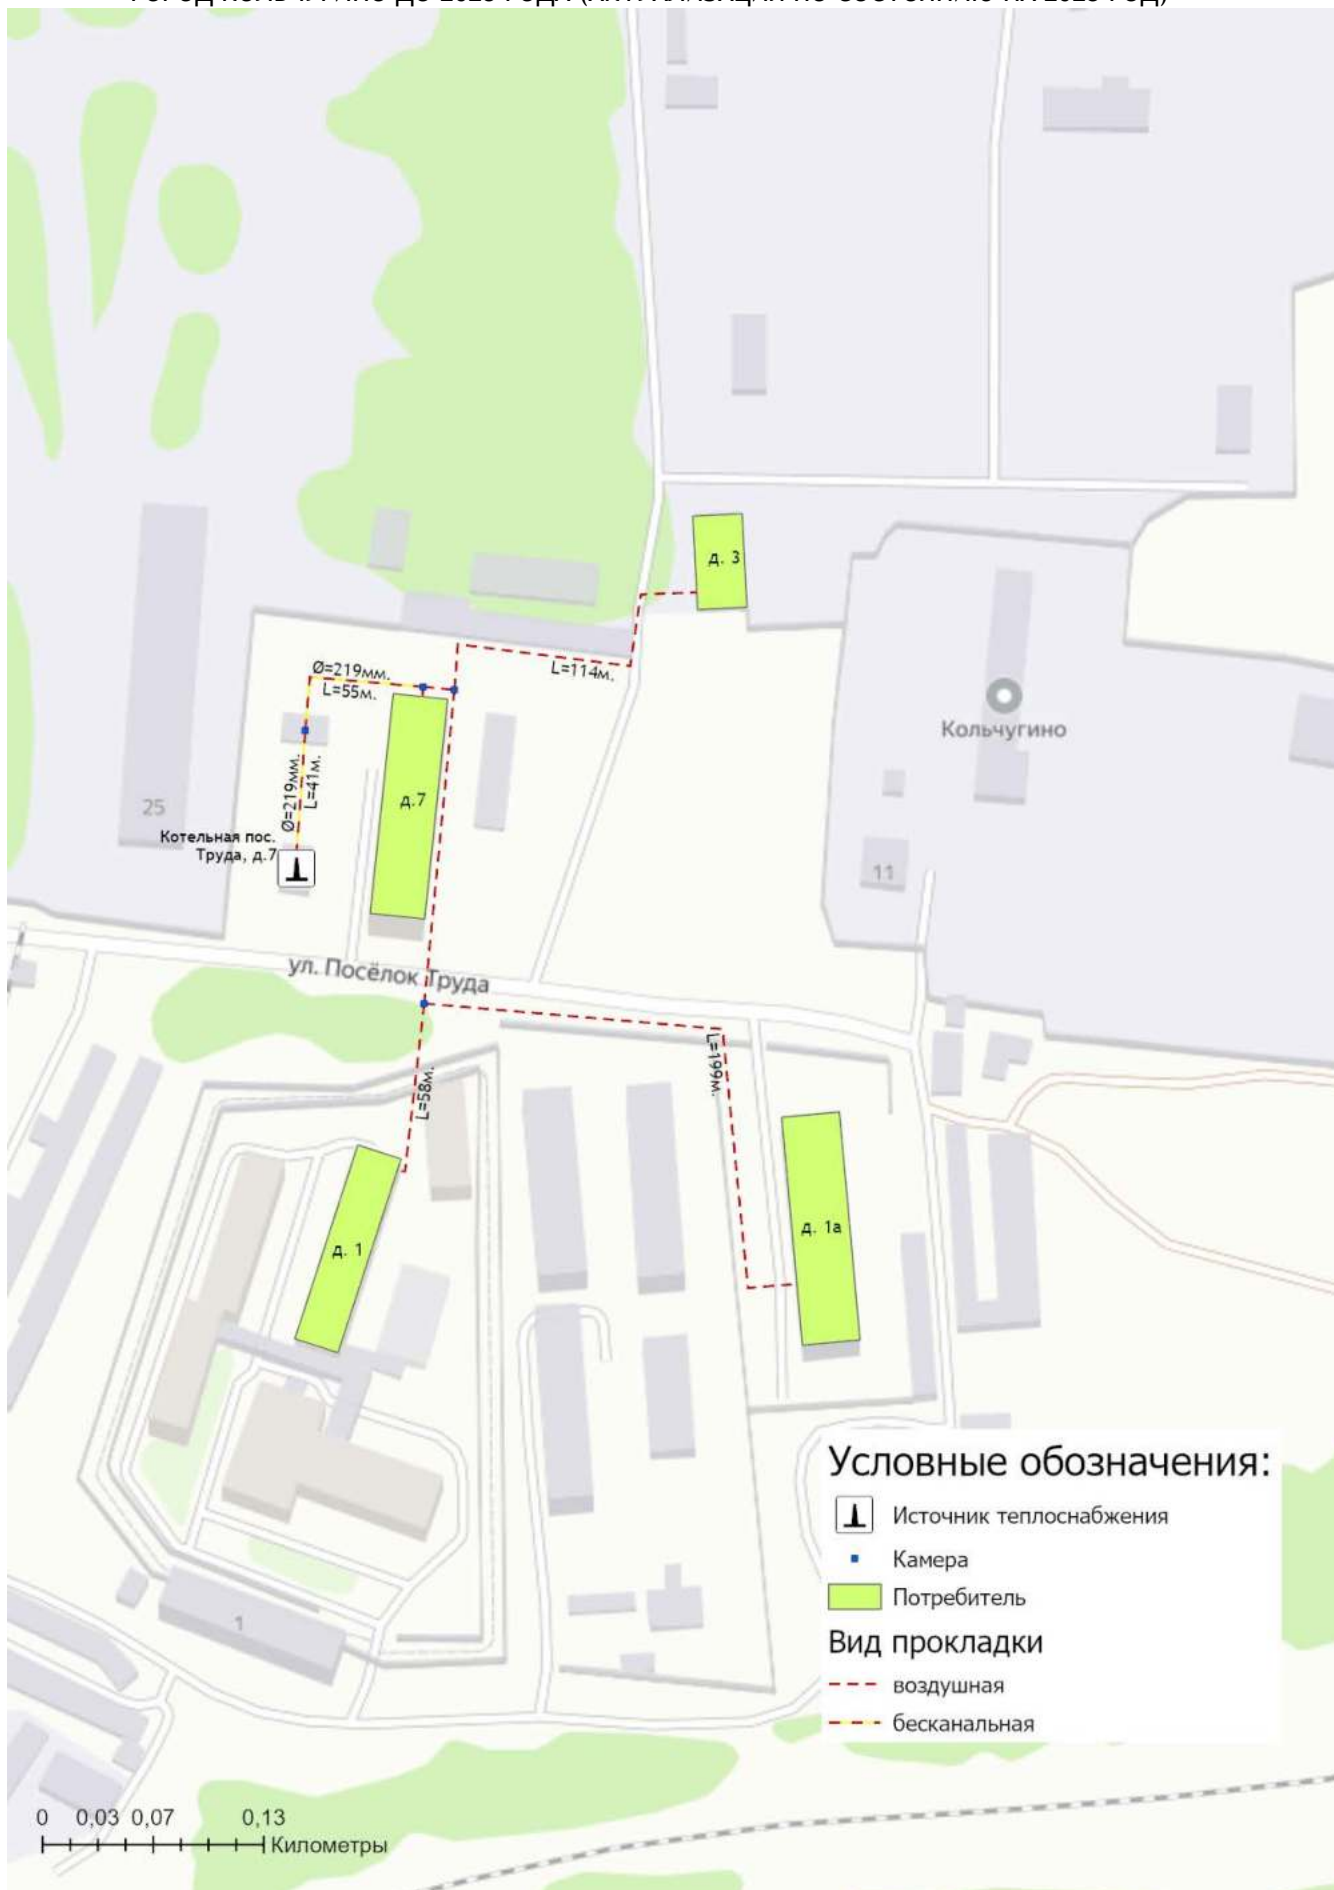 д. 3
Ø=219мм.
L=55м.
L=114м.
Кольчугино
Ø=219мм.
L=41м.
д.7
25
Котельная пос.
Труда, д.7
11
ул. Посёлок Труда
L=199м.
L=58м.
д. 1
д. 1а
Условные обозначения:
Источник теплоснабжения
Камера
Потребитель
Вид прокладки
воздушная
бесканальная
1
0 0,03 0,07 0,13
Километры